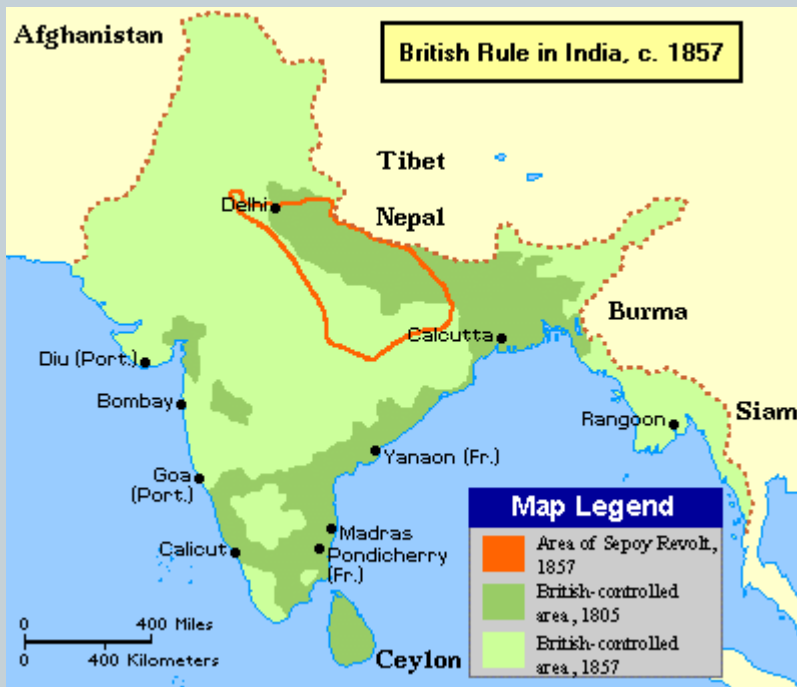 Afghanistan
British Rule in India, c. 1857
Tibet
Delhi
Nepal
Burma
Calcutta
Diu (Port.)
Bombay
Siam
Rangoon
Yanaon (Fr.)
Goa
(Port.)
Map Legend
Madras
Calicut
Pondicherry
(Fr.)
Area of Sepoy Revolt,
1857
British-controlled
area, 1805
British-controlled
area, 1857
0 400 Miles
0 400 Kilometers
Ceylon